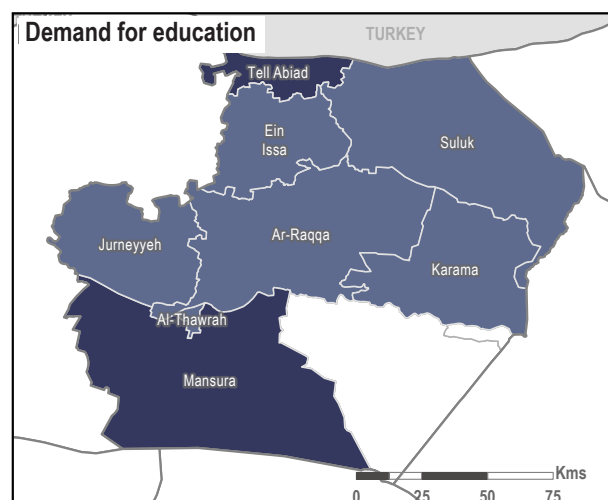 Demand for education
TURKEY
Tell Abiad
Ein
Issa
Suluk
Jurneyyeh
Ar-Raqqa
Karama
Al-Thawrah
Mansura
Kms
0 25 50 75